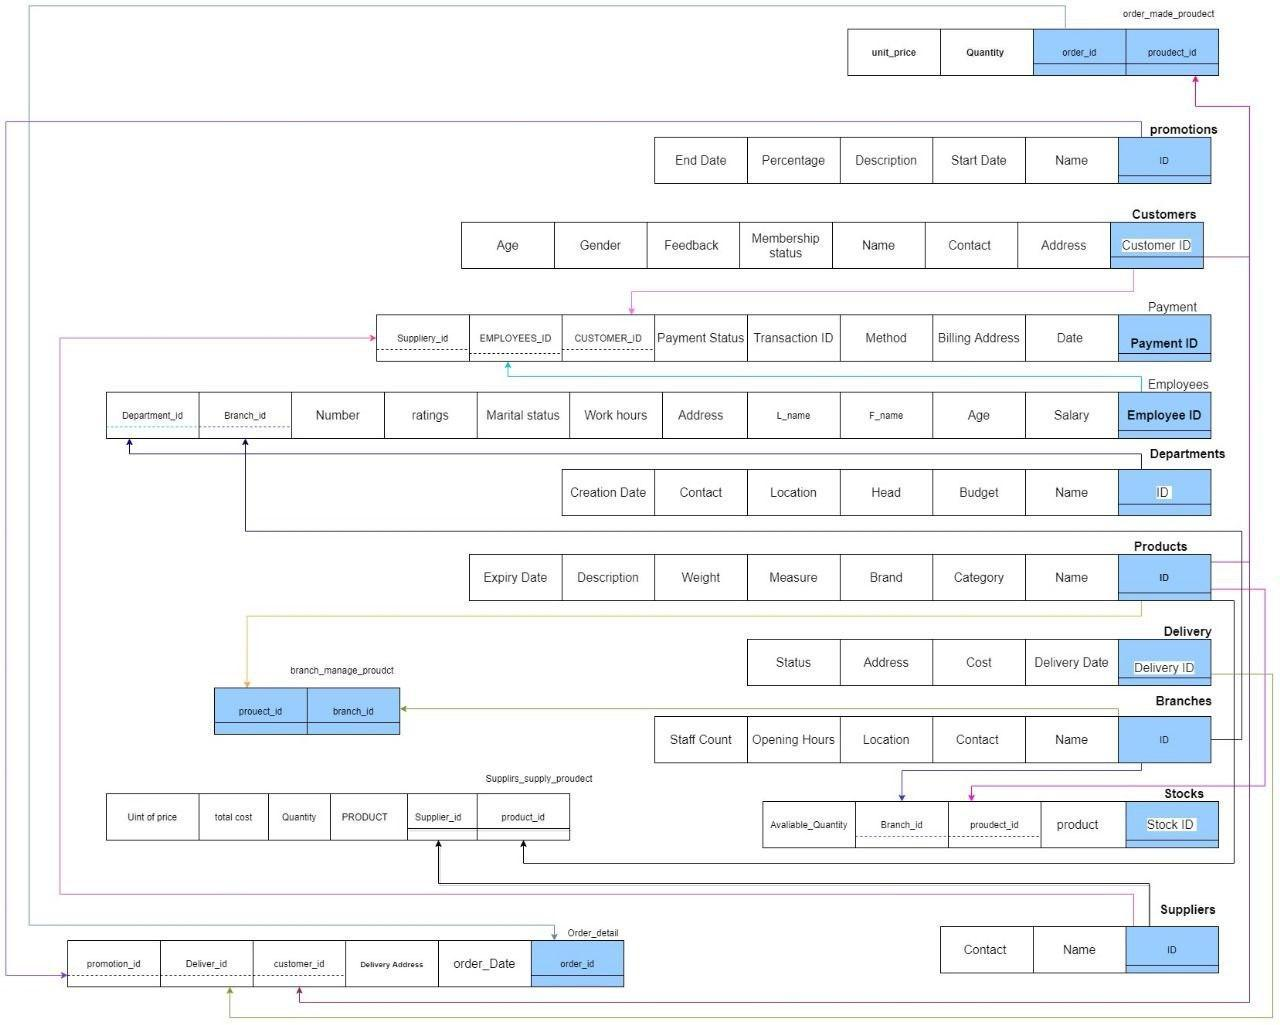 order_made_proudect
unit_price Quantity order_id proudect_id
promotions
End Date Percentage Description Start Date Name ID
Customers
Age Gender Feedback Membership status Name Contact Address Customer ID
Payment
Suppliery_id EMPLOYEES_ID CUSTOMER_ID Payment Status Transaction ID Method Billing Address Date Payment ID
Employees
Department_id Branch_id Number ratings Marital status Work hours Address L_name F_name Age Salary Employee ID
Departments
Creation Date Contact Location Head Budget Name ID
Products
Expiry Date Description Weight Measure Brand Category Name ID
Delivery
Status Address Cost Delivery Date Delivery ID
branch_manage_proudct
prouect_id branch_id
Branches
Staff Count Opening Hours Location Contact Name ID
Supplirs_supply_proudect
Uint of price total cost Quantity PRODUCT Supplier_id product_id
Stocks
Avaliable_Quantity Branch_id proudect_id product Stock ID
Suppliers
Contact Name ID
Order_detail
promotion_id Deliver_id customer_id Delivery Address order_Date order_id